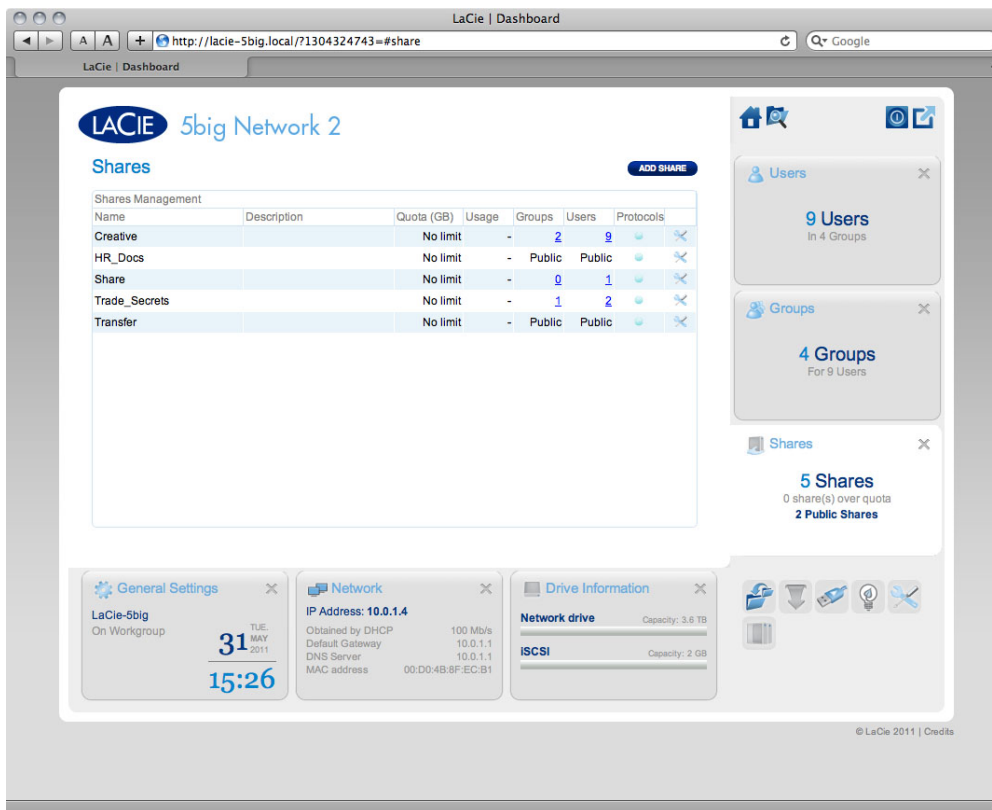 LaCie | Dashboard
A A + http://lacie-5big.local/?1304324743=#share Google
LaCie | Dashboard
LACIE 5big Network 2
Shares ADD SHARE
Shares Management
Name Description Quota (GB) Usage Groups Users Protocols
Creative No limit - 2 9
HR_Docs No limit - Public Public
Share No limit - 0 1
Trade_Secrets No limit - 1 2
Transfer No limit - Public Public
Users
9 Users
In 4 Groups
Groups
4 Groups
For 9 Users
Shares
5 Shares
0 share(s) over quota
2 Public Shares
General Settings
LaCie-5big
On Workgroup
TUE.
31 MAY
2011
15:26
Network
IP Address: 10.0.1.4
Obtained by DHCP 100 Mb/s
Default Gateway 10.0.1.1
DNS Server 10.0.1.1
MAC address 00:D0:4B:8F:EC:B1
Drive Information
Network drive Capacity: 3.6 TB
iSCSI Capacity: 2 GB
© LaCie 2011 | Credits